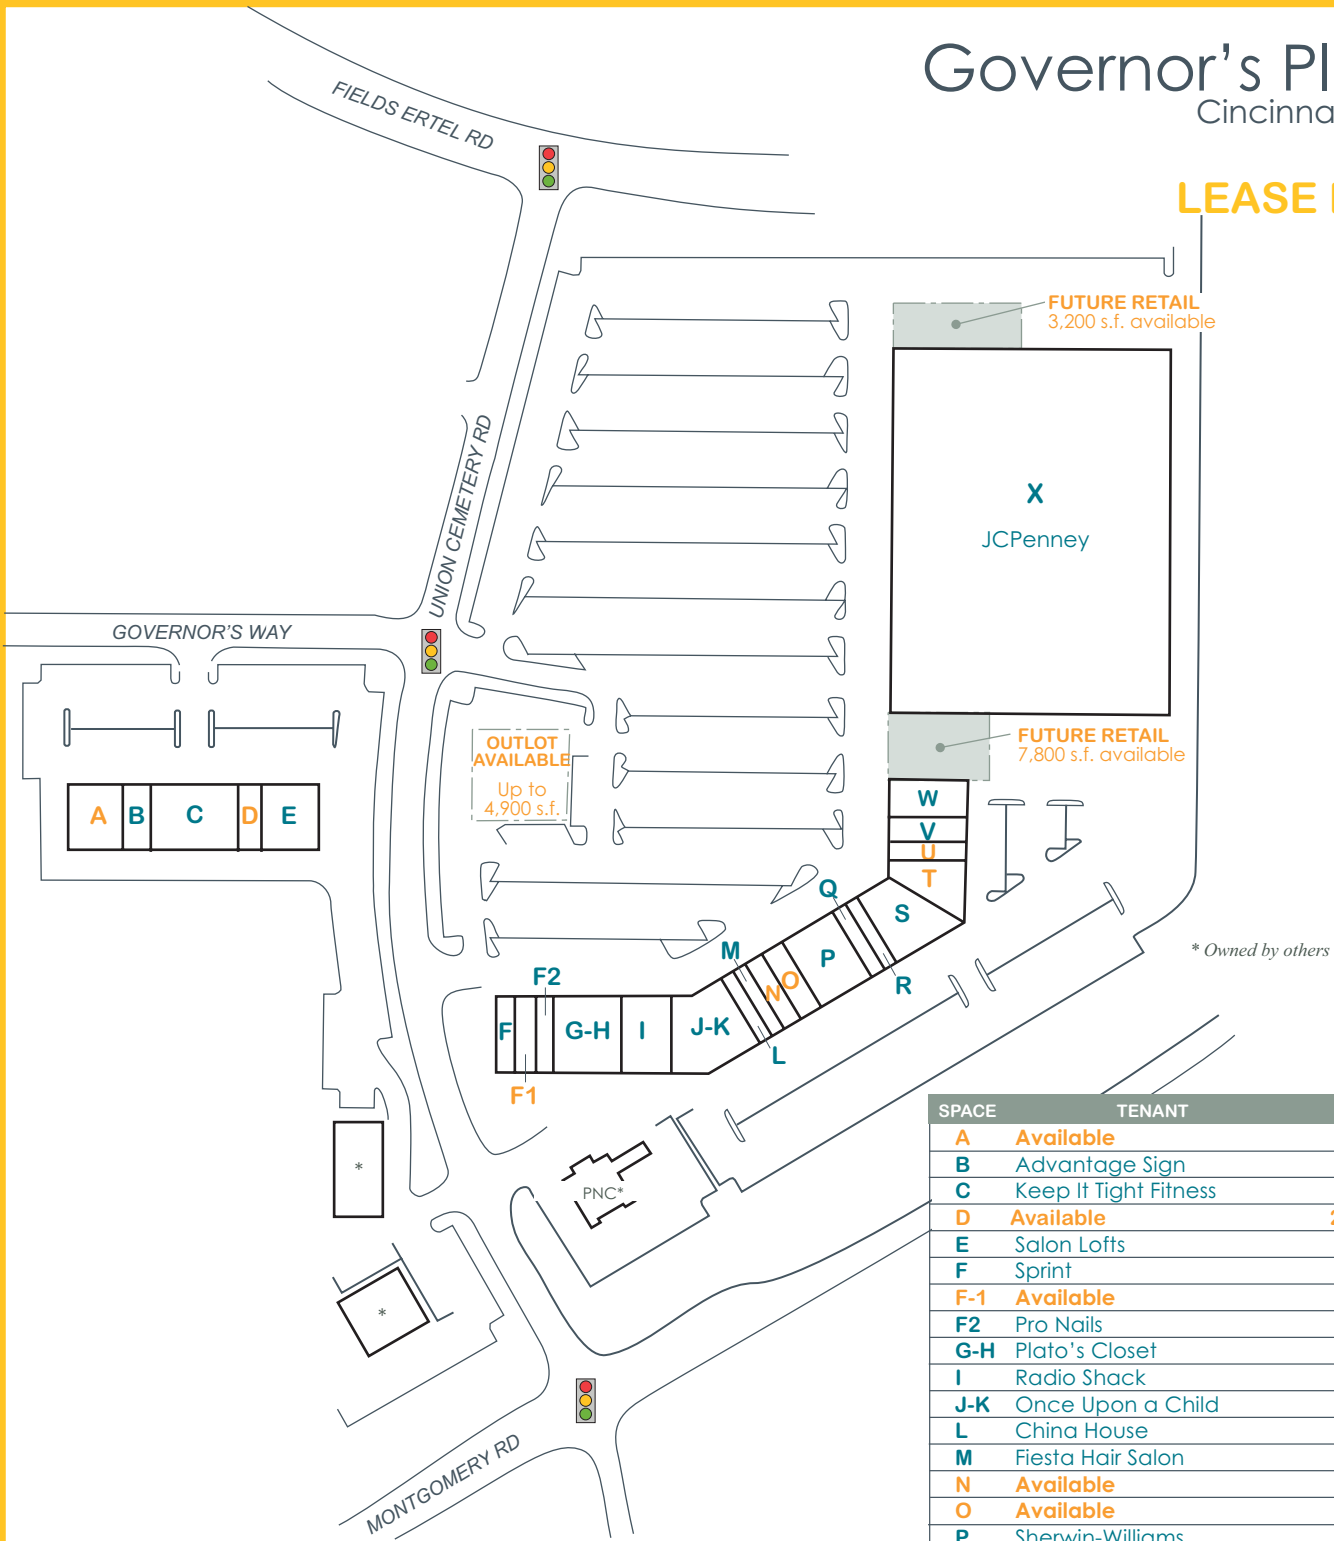 Governor's Pl
Cincinna
LEASE
FIELDS ERTEL RD
FUTURE RETAIL
3,200 s.f. available
X
JCPenney
UNION CEMETERY RD
GOVERNOR'S WAY
OUTLOT
AVAILABLE
Up to
4,900 s.f.
FUTURE RETAIL
7,800 s.f. available
A B C D E
W
V
U
T
S
Q
P
R
M
N
O
L
F2
F
G-H
I
J-K
F1
* Owned by others
PNC*
*
*
MONTGOMERY RD
SPACE TENANT
A Available
B Advantage Sign
C Keep It Tight Fitness
D Available
E Salon Lofts
F Sprint
F-1 Available
F2 Pro Nails
G-H Plato's Closet
I Radio Shack
J-K Once Upon a Child
L China House
M Fiesta Hair Salon
N Available
O Available
P Sherwin-Williams